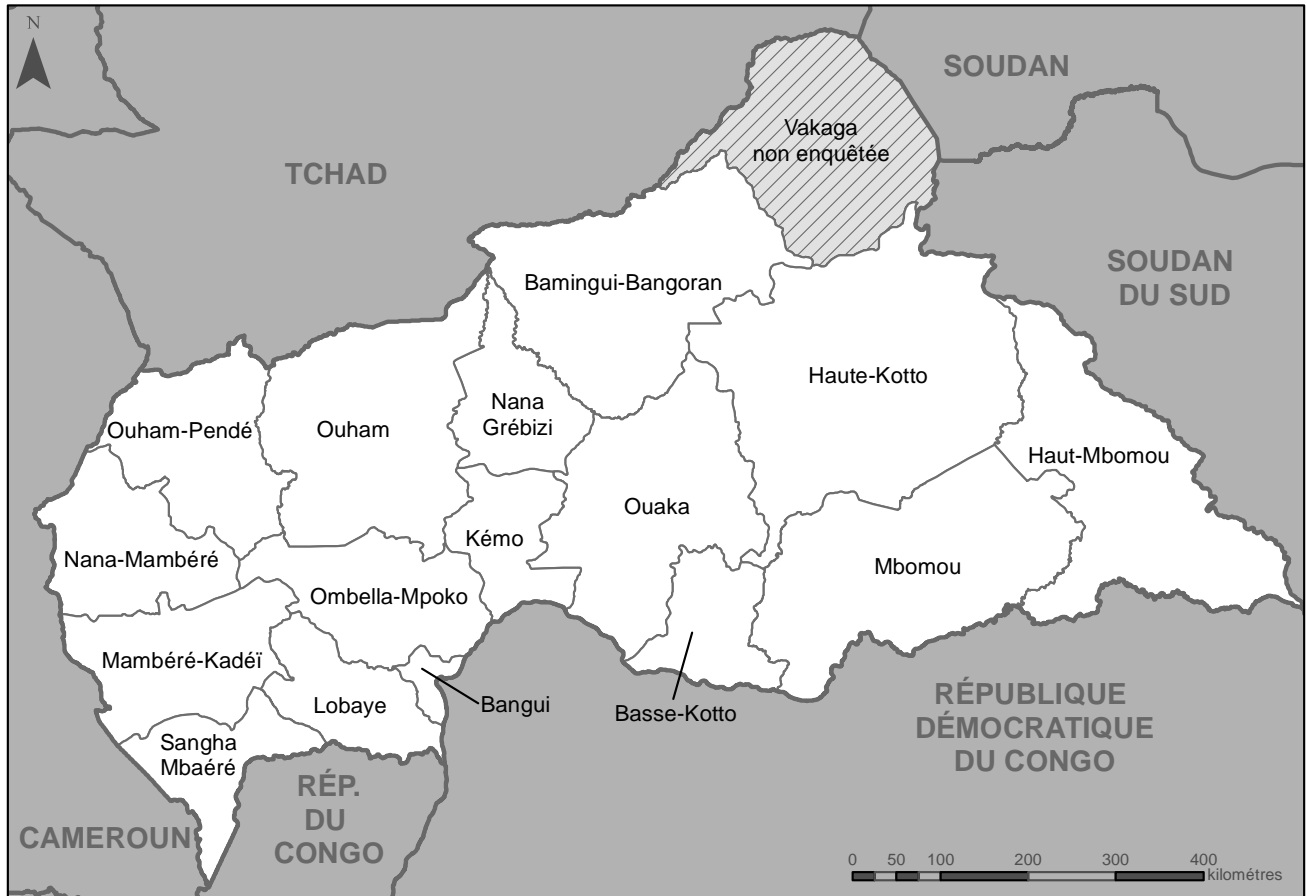 N
SOUDAN
Vakaga
non enquêtée
TCHAD
SOUDAN
DU SUD
Bamingui-Bangoran
Haute-Kotto
Nana
Grébizi
Ouham-Pendé
Ouham
Haut-Mbomou
Ouaka
Kémo
Nana-Mambéré
Mbomou
Ombella-Mpoko
Mambéré-Kadéï
Lobaye
Bangui
Basse-Kotto
Sangha
Mbaéré
RÉPUBLIQUE
DÉMOCRATIQUE
DU CONGO
RÉP.
DU
CONGO
CAMEROUN
0 50 100 200 300 400
kilométres